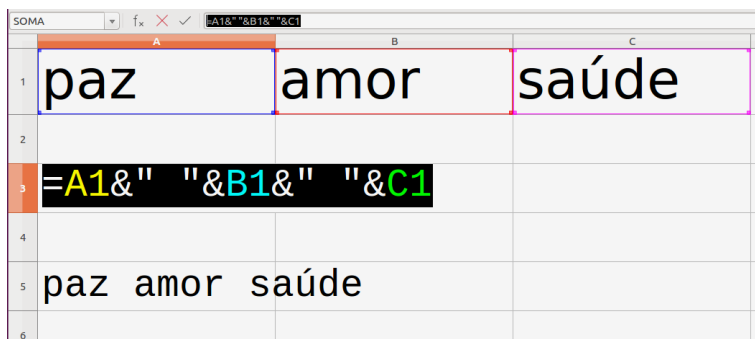 SOMA fx =A1&" "&B1&" "&C1
A B C
1 paz amor saúde
2
3 =A1&" "&B1&" "&C1
4
5 paz amor saúde
6